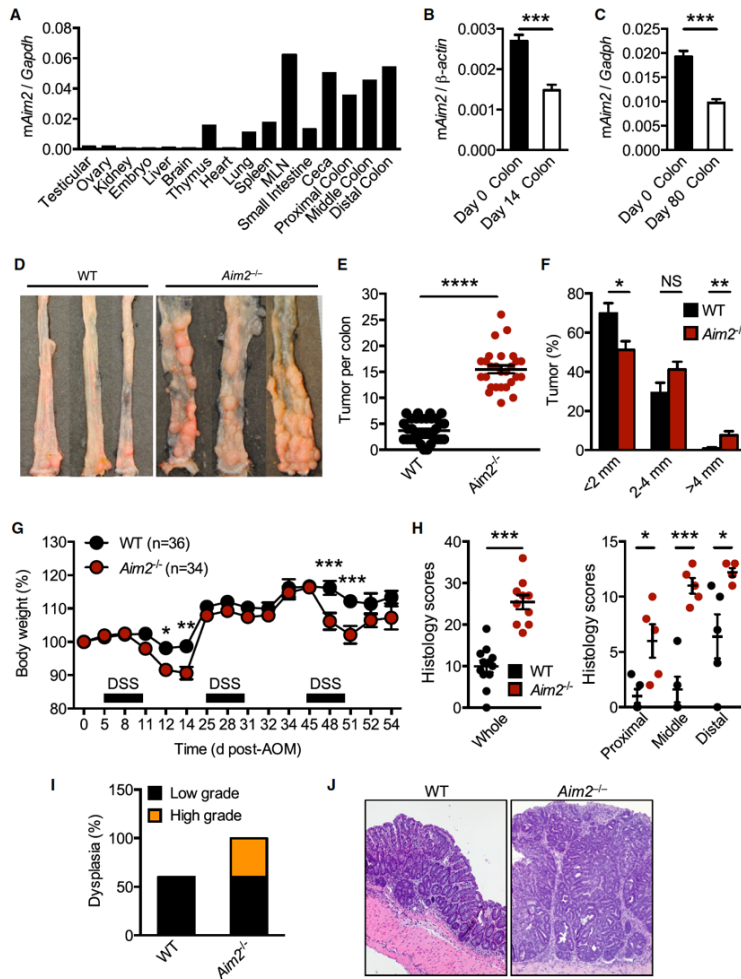 A
mAim2 / Gapdh
0.08
0.06
0.04
0.02
0.00
Testicular
Ovary
Kidney
Embryo
Liver
Brain
Thymus
Heart
Lung
Spleen
MLN
Small Intestine
Ceca
Proximal Colon
Middle Colon
Distal Colon
B
mAim2 / β-actin
***
0.003
0.002
0.001
0.000
Day 0 Colon
Day 14 Colon
C
mAim2 / Gadph
***
0.025
0.020
0.015
0.010
0.005
0.000
Day 0 Colon
Day 80 Colon
D
WT
Aim2–/–
E
Tumor per colon
****
30
25
20
15
10
5
0
WT
Aim2–/–
F
Tumor (%)
* NS **
80
60
40
20
0
WT
Aim2–/–
<2 mm
2-4 mm
>4 mm
G
Body weight (%)
130
120
110
100
90
80
WT (n=36)
Aim2–/– (n=34)
* ** *** ***
DSS DSS DSS
0 5 8 11 12 14 25 28 31 32 34 45 48 51 52 54
Time (d post-AOM)
H
Histology scores
***
40
30
20
10
0
WT
Aim2–/–
Whole
Histology scores
* *** *
15
10
5
0
Proximal
Middle
Distal
I
Dysplasia (%)
150
100
50
0
Low grade
High grade
WT
Aim2–/–
J
WT
Aim2–/–